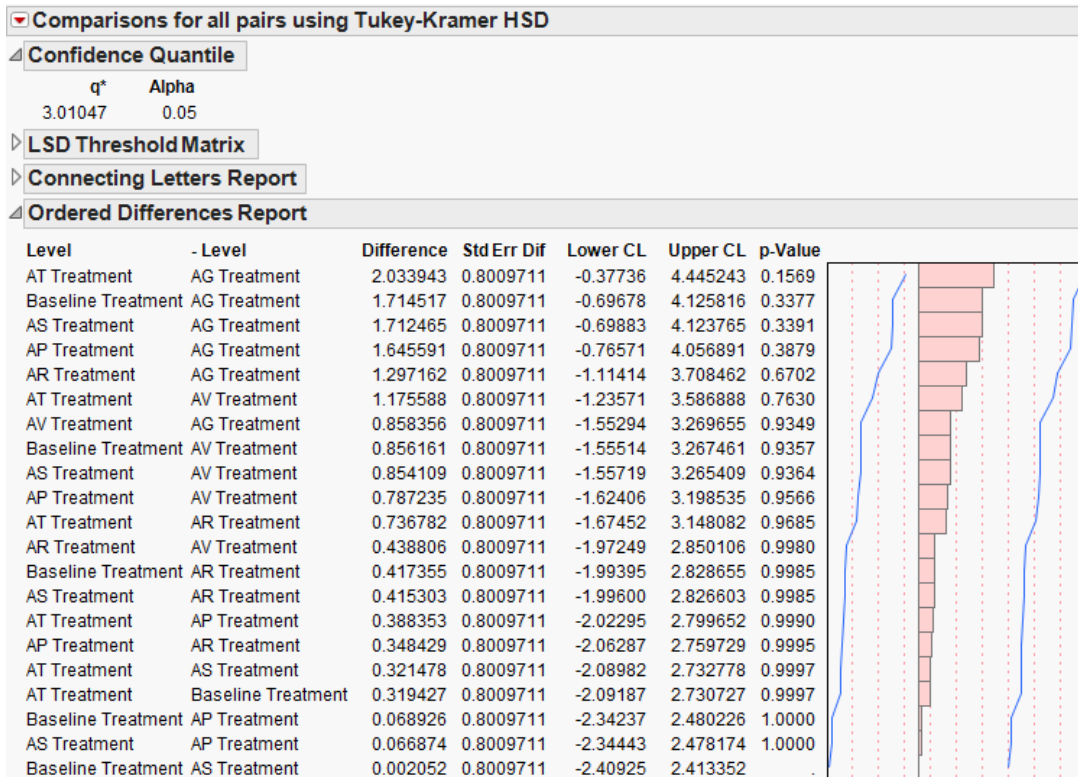 Comparisons for all pairs using Tukey-Kramer HSD
Confidence Quantile
q* Alpha
3.01047 0.05
LSD Threshold Matrix
Connecting Letters Report
Ordered Differences Report
Level - Level Difference Std Err Dif Lower CL Upper CL p-Value
AT Treatment AG Treatment 2.033943 0.8009711 -0.37736 4.445243 0.1569
Baseline Treatment AG Treatment 1.714517 0.8009711 -0.69678 4.125816 0.3377
AS Treatment AG Treatment 1.712465 0.8009711 -0.69883 4.123765 0.3391
AP Treatment AG Treatment 1.645591 0.8009711 -0.76571 4.056891 0.3879
AR Treatment AG Treatment 1.297162 0.8009711 -1.11414 3.708462 0.6702
AT Treatment AV Treatment 1.175588 0.8009711 -1.23571 3.586888 0.7630
AV Treatment AG Treatment 0.858356 0.8009711 -1.55294 3.269655 0.9349
Baseline Treatment AV Treatment 0.856161 0.8009711 -1.55514 3.267461 0.9357
AS Treatment AV Treatment 0.854109 0.8009711 -1.55719 3.265409 0.9364
AP Treatment AV Treatment 0.787235 0.8009711 -1.62406 3.198535 0.9566
AT Treatment AR Treatment 0.736782 0.8009711 -1.67452 3.148082 0.9685
AR Treatment AV Treatment 0.438806 0.8009711 -1.97249 2.850106 0.9980
Baseline Treatment AR Treatment 0.417355 0.8009711 -1.99395 2.828655 0.9985
AS Treatment AR Treatment 0.415303 0.8009711 -1.99600 2.826603 0.9985
AT Treatment AP Treatment 0.388353 0.8009711 -2.02295 2.799652 0.9990
AP Treatment AR Treatment 0.348429 0.8009711 -2.06287 2.759729 0.9995
AT Treatment AS Treatment 0.321478 0.8009711 -2.08982 2.732778 0.9997
AT Treatment Baseline Treatment 0.319427 0.8009711 -2.09187 2.730727 0.9997
Baseline Treatment AP Treatment 0.068926 0.8009711 -2.34237 2.480226 1.0000
AS Treatment AP Treatment 0.066874 0.8009711 -2.34443 2.478174 1.0000
Baseline Treatment AS Treatment 0.002052 0.8009711 -2.40925 2.413352 .